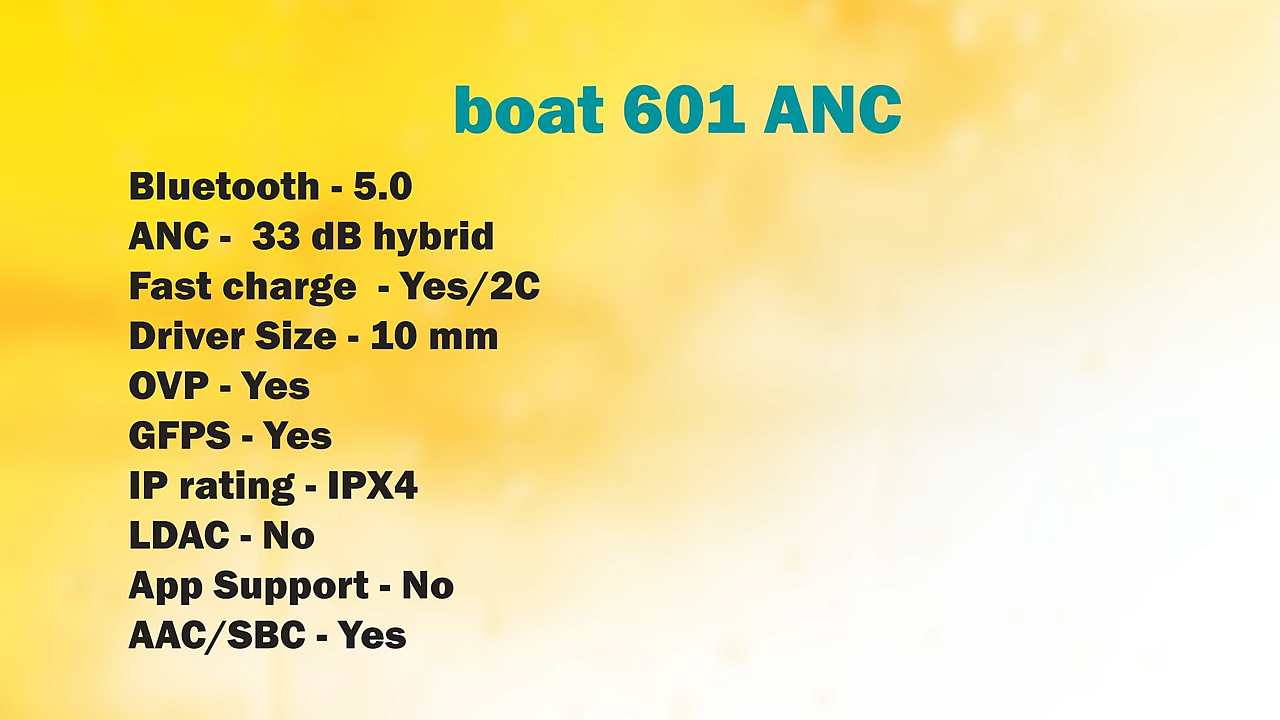 boat 601 ANC
Bluetooth - 5.0
ANC -  33 dB hybrid
Fast charge  - Yes/2C
Driver Size - 10 mm
OVP - Yes
GFPS - Yes
IP rating - IPX4
LDAC - No
App Support - No
AAC/SBC - Yes